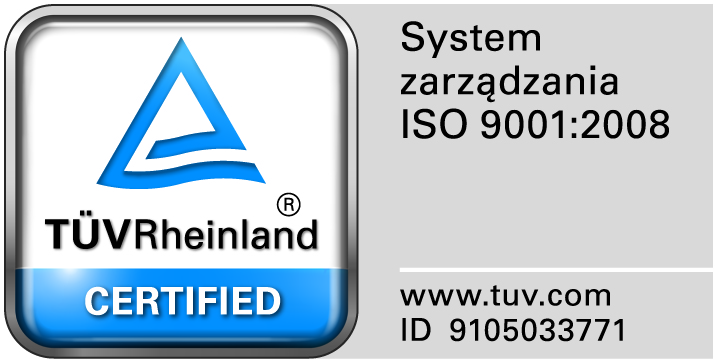 TÜVRheinland®
CERTIFIED
System
zarządzania
ISO 9001:2008
www.tuv.com
ID 9105033771